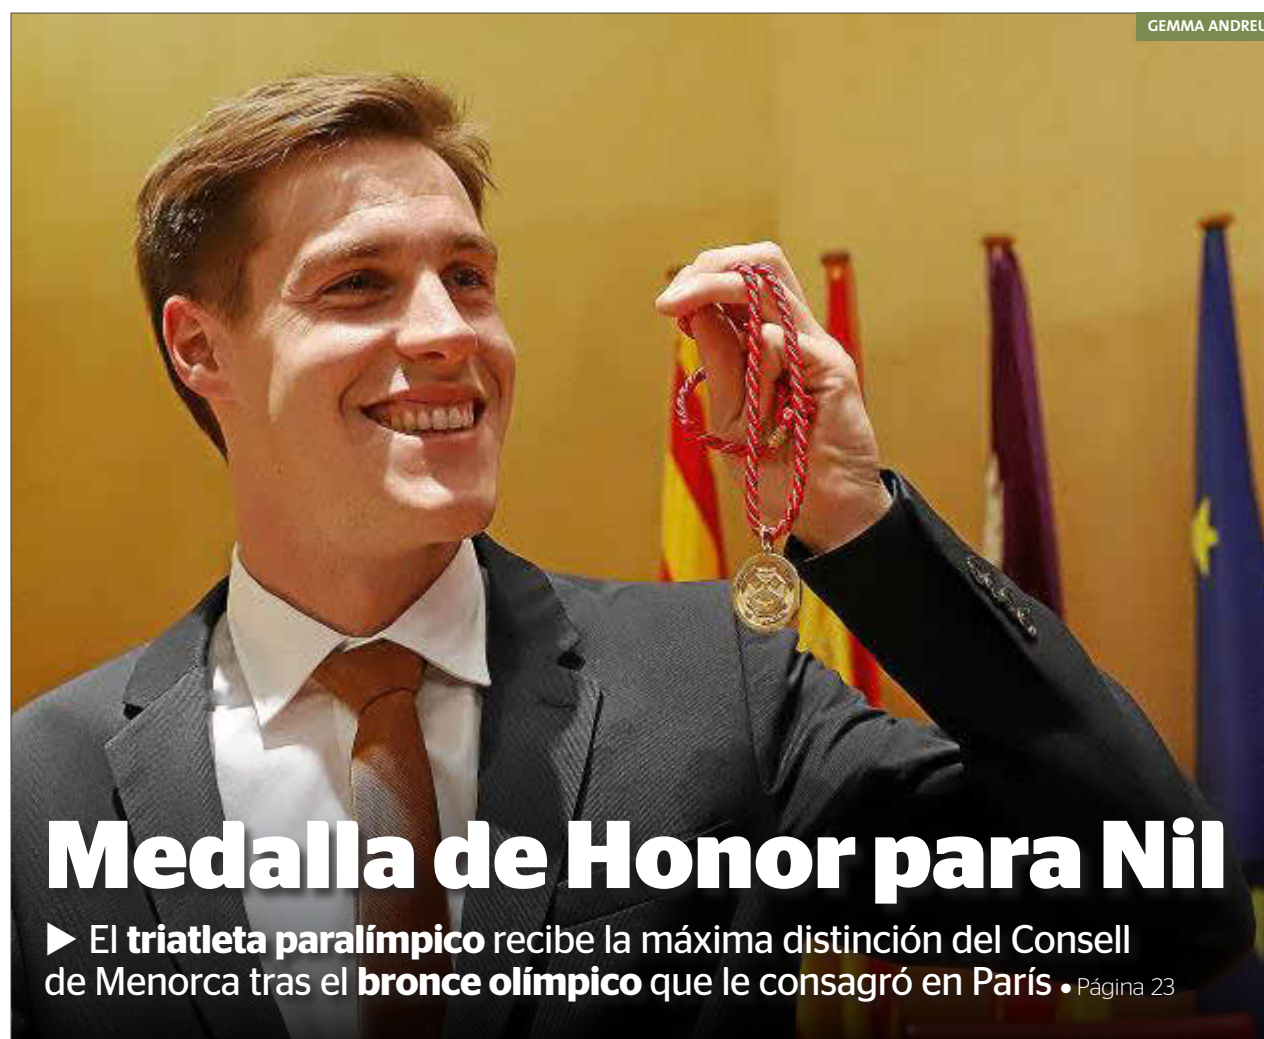 GEMMA ANDREU
Medalla de Honor para Nil
▶ El triatleta paralímpico recibe la máxima distinción del Consell
de Menorca tras el bronce olímpico que le consagró en París • Página 23